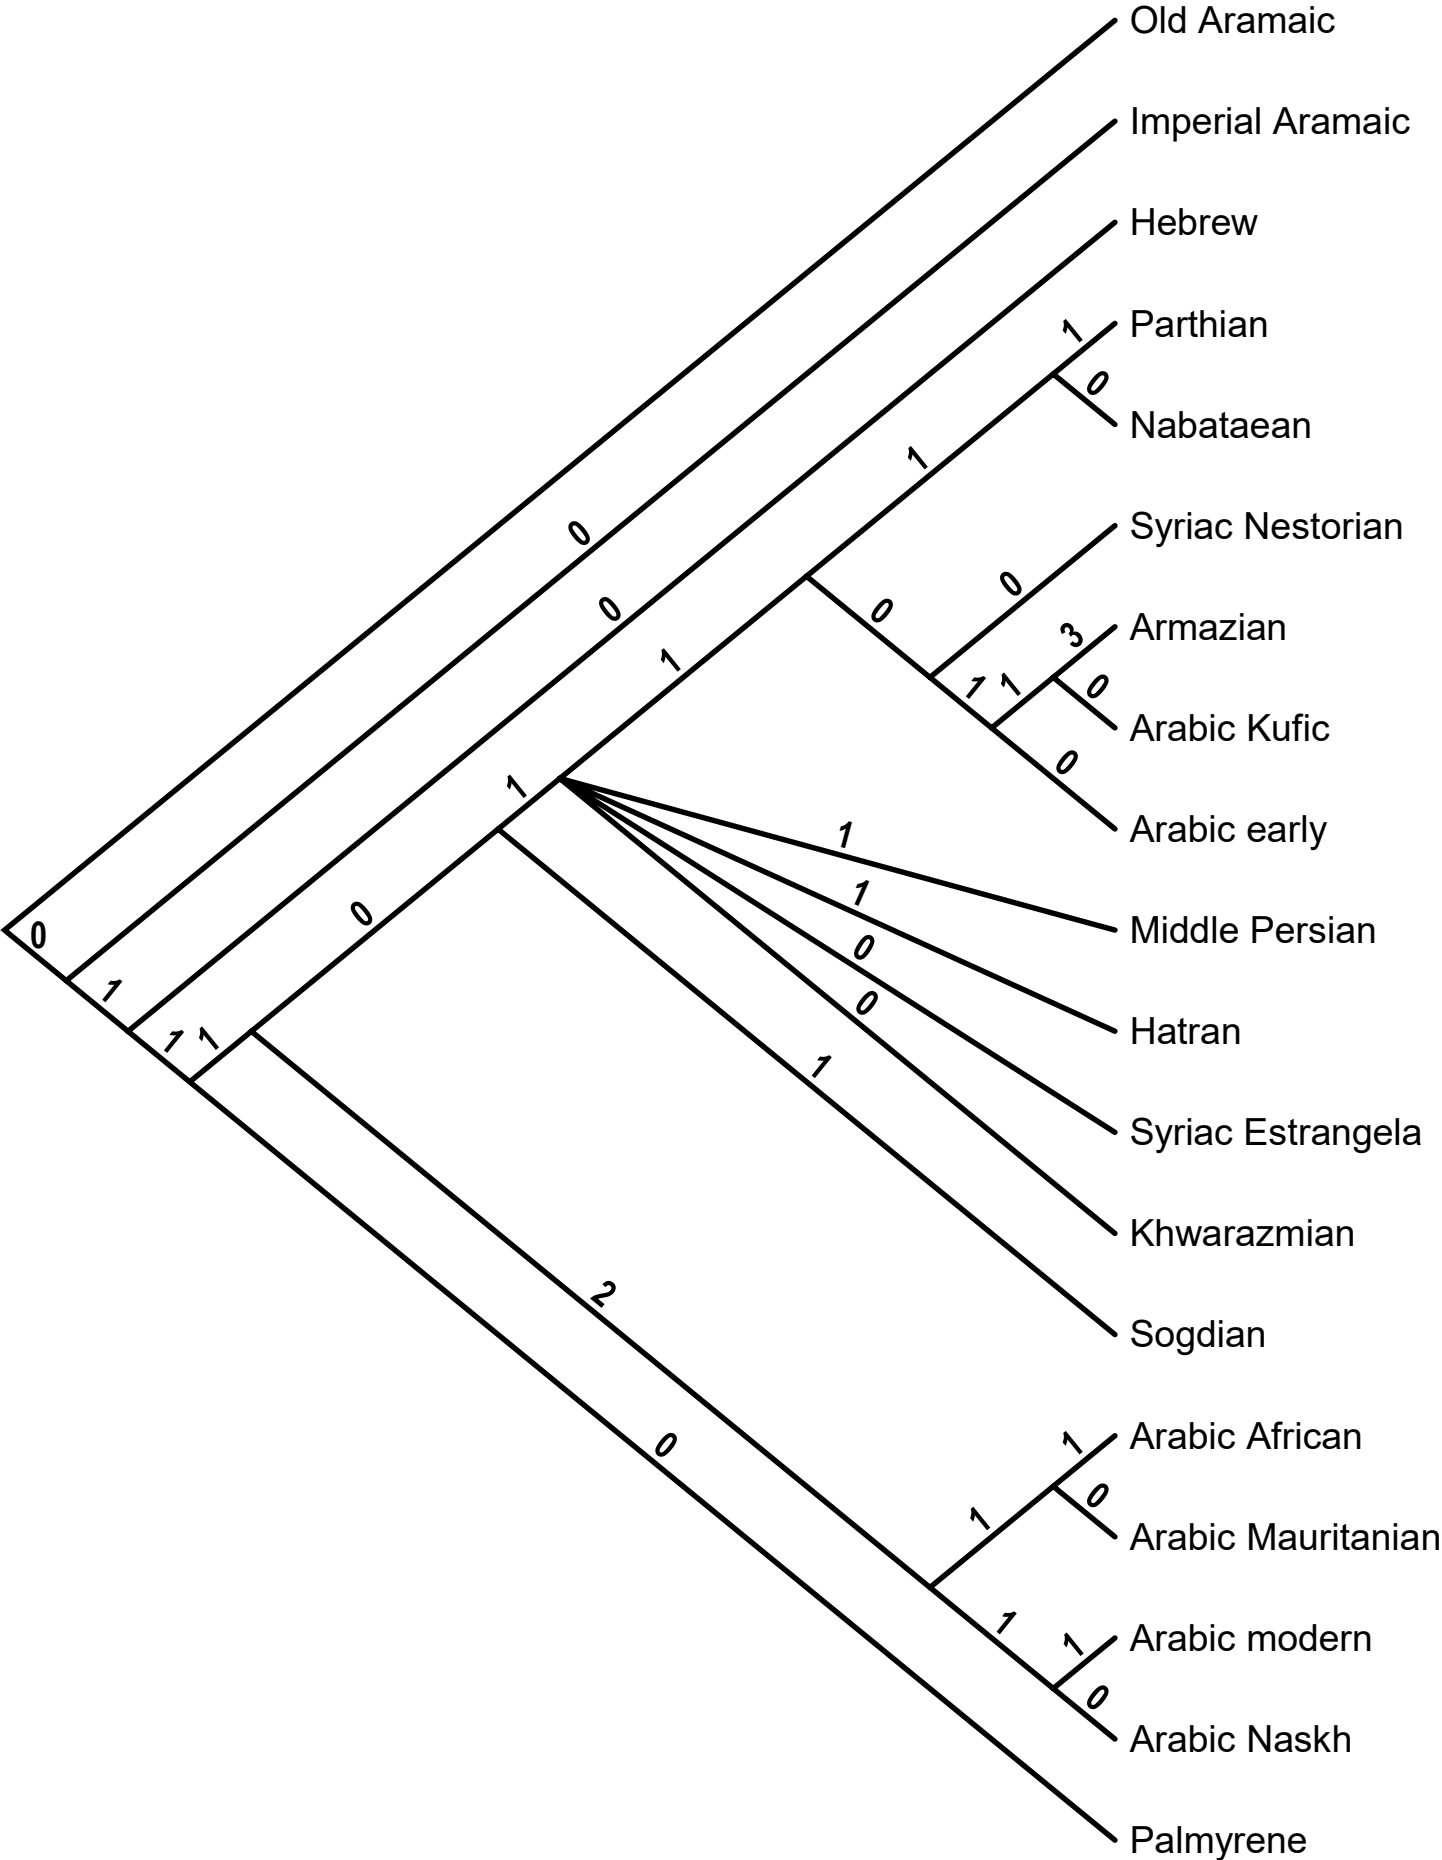 Old Aramaic
Imperial Aramaic
Hebrew
1
Parthian
0
Nabataean
1
0
Syriac Nestorian
0
0
0
3
Armazian
1
1
1
0
Arabic Kufic
0
Arabic early
1
1
Middle Persian
1
0
0
0
0
1
Hatran
1
1
1
1
Syriac Estrangela
Khwarazmian
2
Sogdian
0
1
Arabic African
0
1
Arabic Mauritanian
1
1
Arabic modern
0
Arabic Naskh
Palmyrene